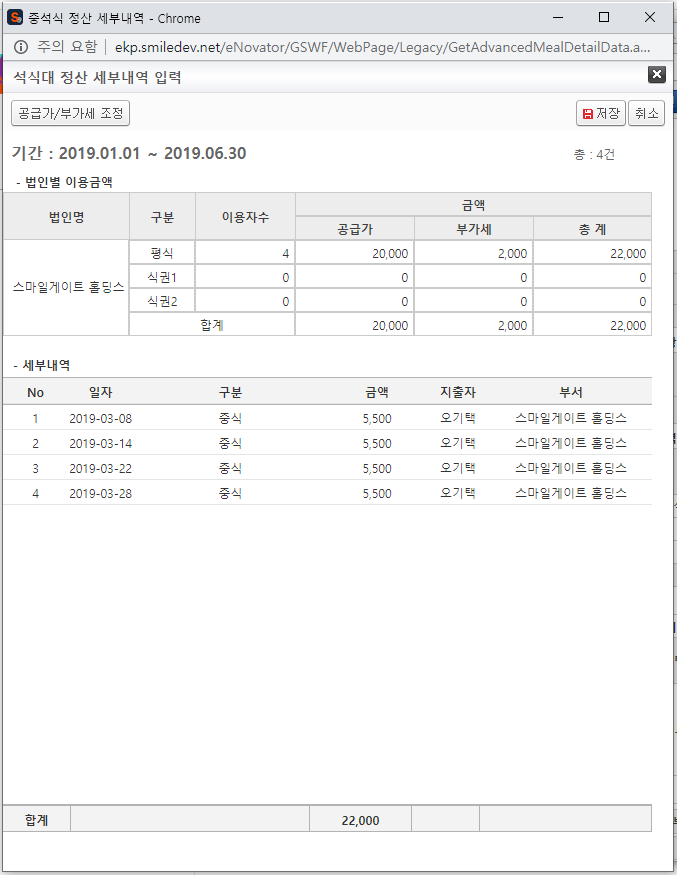 중석식 정산 세부내역 - Chrome
주의 요함 | ekp.smiledev.net/eNovator/GSWF/WebPage/Legacy/GetAdvancedMealDetailData.a...
석식대 정산 세부내역 입력
공급가/부가세 조정 저장 취소
기간 : 2019.01.01 ~ 2019.06.30 총 : 4건
- 법인별 이용금액
법인명 구분 이용자수 금액
공급가 부가세 총 계
스마일게이트 홀딩스 평식 4 20,000 2,000 22,000
식권1 0 0 0 0
식권2 0 0 0 0
합계 20,000 2,000 22,000
- 세부내역
No 일자 구분 금액 지출자 부서
1 2019-03-08 중식 5,500 오기택 스마일게이트 홀딩스
2 2019-03-14 중식 5,500 오기택 스마일게이트 홀딩스
3 2019-03-22 중식 5,500 오기택 스마일게이트 홀딩스
4 2019-03-28 중식 5,500 오기택 스마일게이트 홀딩스
합계 22,000